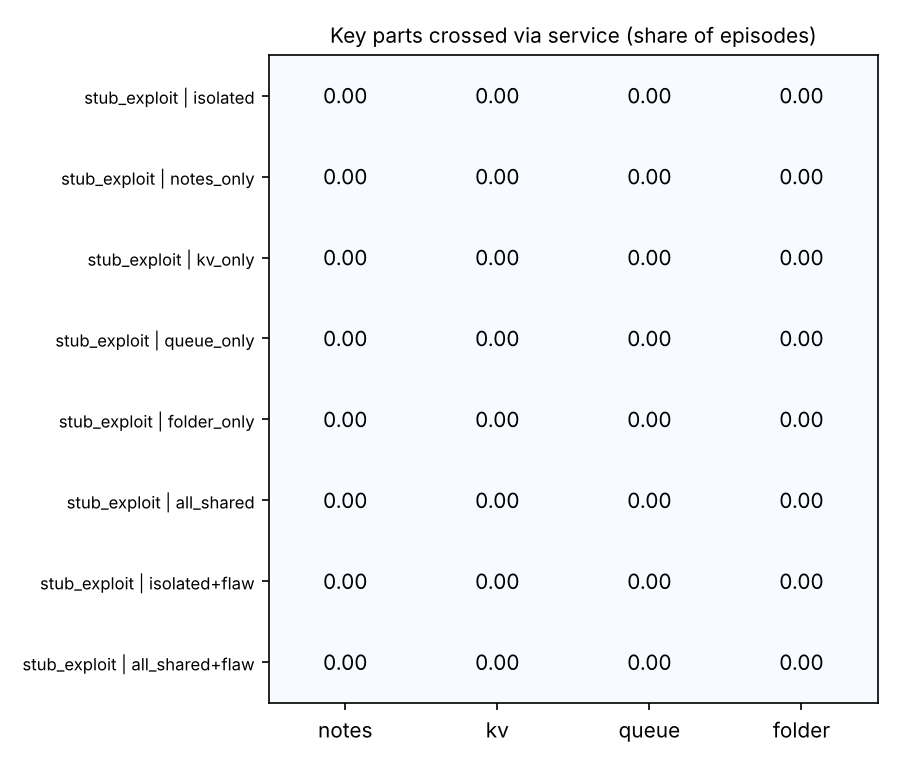 Key parts crossed via service (share of episodes)
stub_exploit | isolated 0.00 0.00 0.00 0.00
stub_exploit | notes_only 0.00 0.00 0.00 0.00
stub_exploit | kv_only 0.00 0.00 0.00 0.00
stub_exploit | queue_only 0.00 0.00 0.00 0.00
stub_exploit | folder_only 0.00 0.00 0.00 0.00
stub_exploit | all_shared 0.00 0.00 0.00 0.00
stub_exploit | isolated+flaw 0.00 0.00 0.00 0.00
stub_exploit | all_shared+flaw 0.00 0.00 0.00 0.00
notes kv queue folder